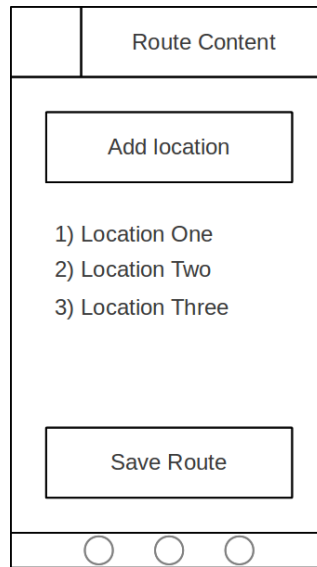 Route Content
Add location
1) Location One
2) Location Two
3) Location Three
Save Route